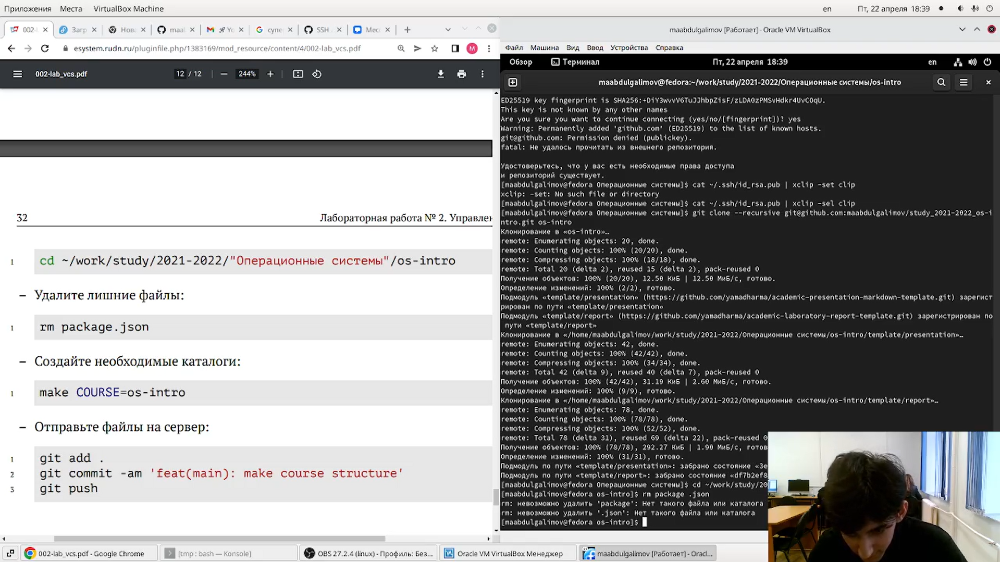 Приложения Места VirtualBox Machine
en Пт, 22 апреля 18:39
002-
Загр
Нова
maal
Yo
супе
SSH
Мес
esystem.rudn.ru/pluginfile.php/1383169/mod_resource/content/4/002-lab_vcs.pdf
M
002-lab_vcs.pdf
12 / 12
244%
32
Лабораторная работа № 2. Управлен
1 cd ~/work/study/2021-2022/"Операционные системы"/os-intro
– Удалите лишние файлы:
1 rm package.json
– Создайте необходимые каталоги:
1 make COURSE=os-intro
– Отправьте файлы на сервер:
1 git add .
2 git commit -am 'feat(main): make course structure'
3 git push
maabdulgalimov [Работает] - Oracle VM VirtualBox
Файл Машина Вид Ввод Устройства Справка
Обзор Терминал Пт, 22 апреля 18:39 en
maabdulgalimov@fedora:~/work/study/2021-2022/Операционные системы/os-intro
ED25519 key fingerprint is SHA256:+DiY3wvvV6TuJJhbpZisF/zLDA0zPMSvHdkr4UvCOqU.
This key is not known by any other names
Are you sure you want to continue connecting (yes/no/[fingerprint])? yes
Warning: Permanently added 'github.com' (ED25519) to the list of known hosts.
git@github.com: Permission denied (publickey).
fatal: Не удалось прочитать из внешнего репозитория.
Удостоверьтесь, что у вас есть необходимые права доступа
и репозиторий существует.
[maabdulgalimov@fedora Операционные системы]$ cat ~/.ssh/id_rsa.pub | xclip -set clip
xclip: -set: No such file or directory
[maabdulgalimov@fedora Операционные системы]$ cat ~/.ssh/id_rsa.pub | xclip -sel clip
[maabdulgalimov@fedora Операционные системы]$ git clone --recursive git@github.com:maabdulgalimov/study_2021-2022_os-i
ntro.git os-intro
Клонирование в «os-intro»…
remote: Enumerating objects: 20, done.
remote: Counting objects: 100% (20/20), done.
remote: Compressing objects: 100% (18/18), done.
remote: Total 20 (delta 2), reused 15 (delta 2), pack-reused 0
Получение объектов: 100% (20/20), 12.50 КиБ | 12.50 МиБ/с, готово.
Определение изменений: 100% (2/2), готово.
Подмодуль «template/presentation» (https://github.com/yamadharma/academic-presentation-markdown-template.git) зарегист
рирован по пути «template/presentation»
Подмодуль «template/report» (https://github.com/yamadharma/academic-laboratory-report-template.git) зарегистрирован по
пути «template/report»
Клонирование в «/home/maabdulgalimov/work/study/2021-2022/Операционные системы/os-intro/template/presentation»…
remote: Enumerating objects: 42, done.
remote: Counting objects: 100% (42/42), done.
remote: Compressing objects: 100% (34/34), done.
remote: Total 42 (delta 9), reused 40 (delta 7), pack-reused 0
Получение объектов: 100% (42/42), 31.19 КиБ | 2.60 МиБ/с, готово.
Определение изменений: 100% (9/9), готово.
Клонирование в «/home/maabdulgalimov/work/study/2021-2022/Операционные системы/os-intro/template/report»…
remote: Enumerating objects: 78, done.
remote: Counting objects: 100% (78/78), done.
remote: Compressing objects: 100% (52/52), done.
remote: Total 78 (delta 31), reused 69 (delta 22), pack-reused 0
Получение объектов: 100% (78/78), 292.27 КиБ | 1.90 МиБ/с, готов
Определение изменений: 100% (31/31), готово.
Подмодуль по пути «template/presentation»: забрано состояние «3e
Подмодуль по пути «template/report»: забрано состояние «df7b2ef8
[maabdulgalimov@fedora Операционные системы]$ cd ~/work/study/20
[maabdulgalimov@fedora os-intro]$ rm package .json
rm: невозможно удалить 'package': Нет такого файла или каталога
rm: невозможно удалить '.json': Нет такого файла или каталога
[maabdulgalimov@fedora os-intro]$
002-lab_vcs.pdf - Google Chrome
[tmp : bash — Konsole]
OBS 27.2.4 (linux) - Профиль: Без...
Oracle VM VirtualBox Менеджер
maabdulgalimov [Работает] - Oracl...